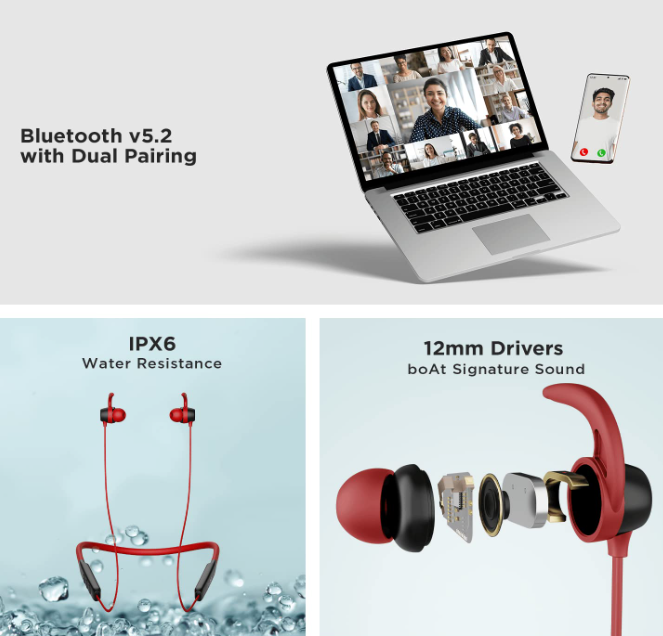 Bluetooth v5.2
with Dual Pairing
IPX6
Water Resistance
12mm Drivers
boAt Signature Sound